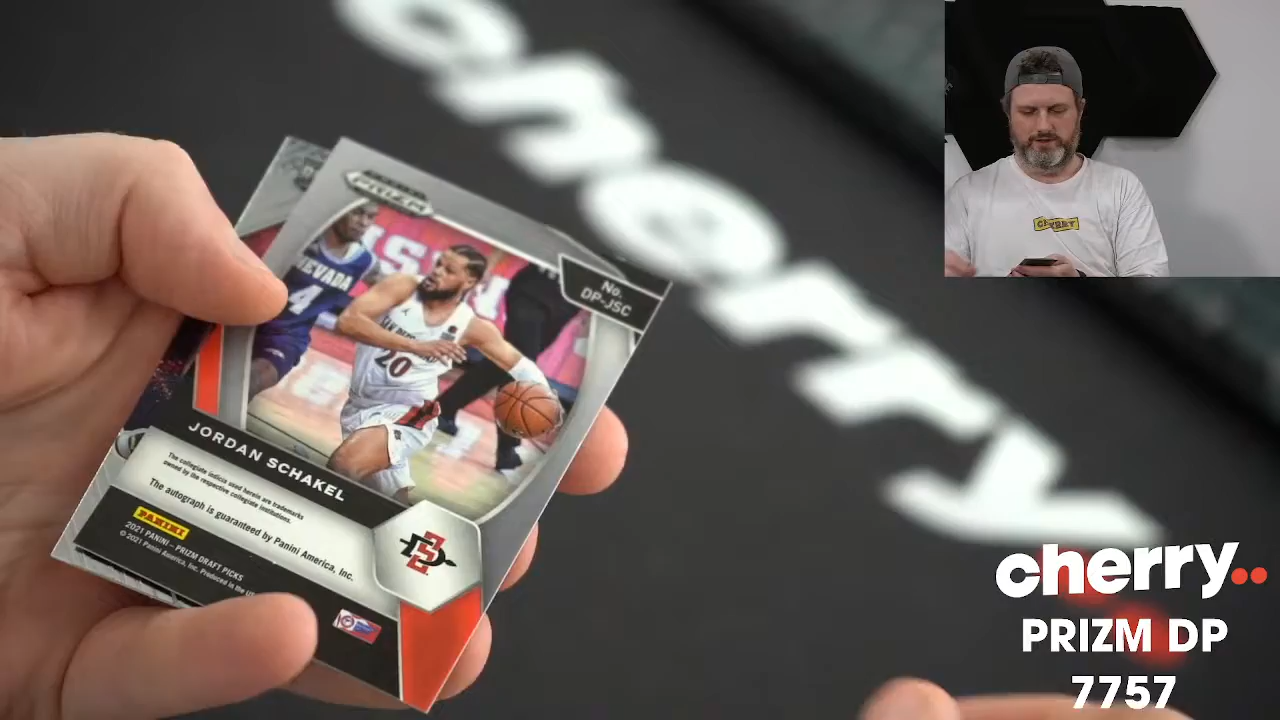 cherry
PANINI
PRIZM
No.
DP-JSC
NEVADA
4
20
JORDAN SCHAKEL
The collegiate indicia used herein are trademarks
owned by the respective collegiate institutions.
The autograph is guaranteed by Panini America, Inc.
PANINI
2021 PANINI – PRIZM DRAFT PICKS
© 2021 Panini America, Inc. Produced in the
CHERRY
cherry
PRIZM DP
7757